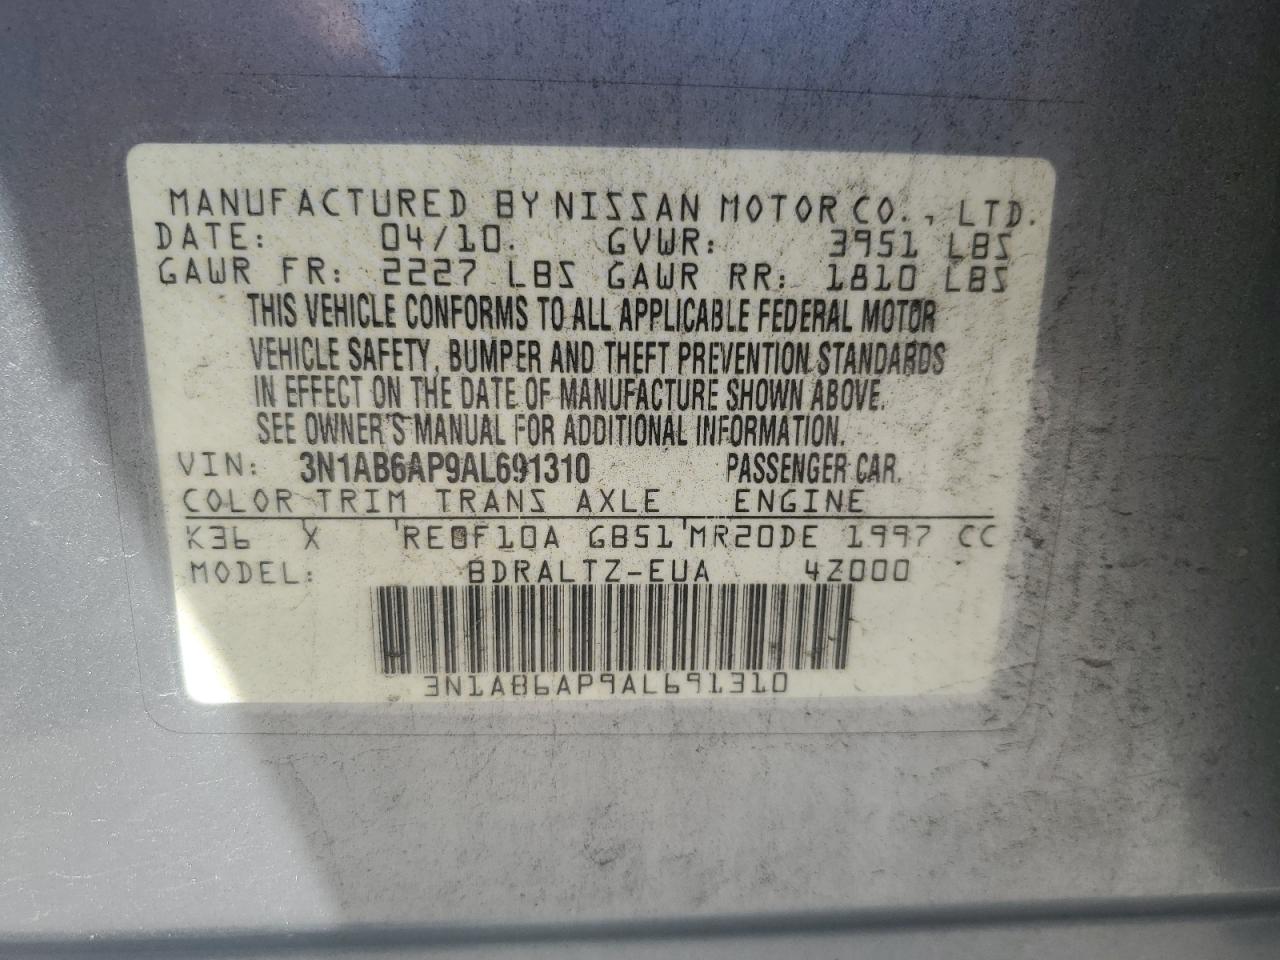 MANUFACTURED BY NISSAN MOTOR CO., LTD.
DATE: 04/10. GVWR: 3951 LBS
GAWR FR: 2227 LBS GAWR RR: 1810 LBS
THIS VEHICLE CONFORMS TO ALL APPLICABLE FEDERAL MOTOR
VEHICLE SAFETY, BUMPER AND THEFT PREVENTION STANDARDS
IN EFFECT ON THE DATE OF MANUFACTURE SHOWN ABOVE.
SEE OWNER'S MANUAL FOR ADDITIONAL INFORMATION.
VIN: 3N1AB6AP9AL691310 PASSENGER CAR.
COLOR TRIM TRANS AXLE ENGINE
K36 X RE0F10A GB51 MR20DE 1997 CC
MODEL: BDRALTZ-EUA 4Z000
3N1AB6AP9AL691310